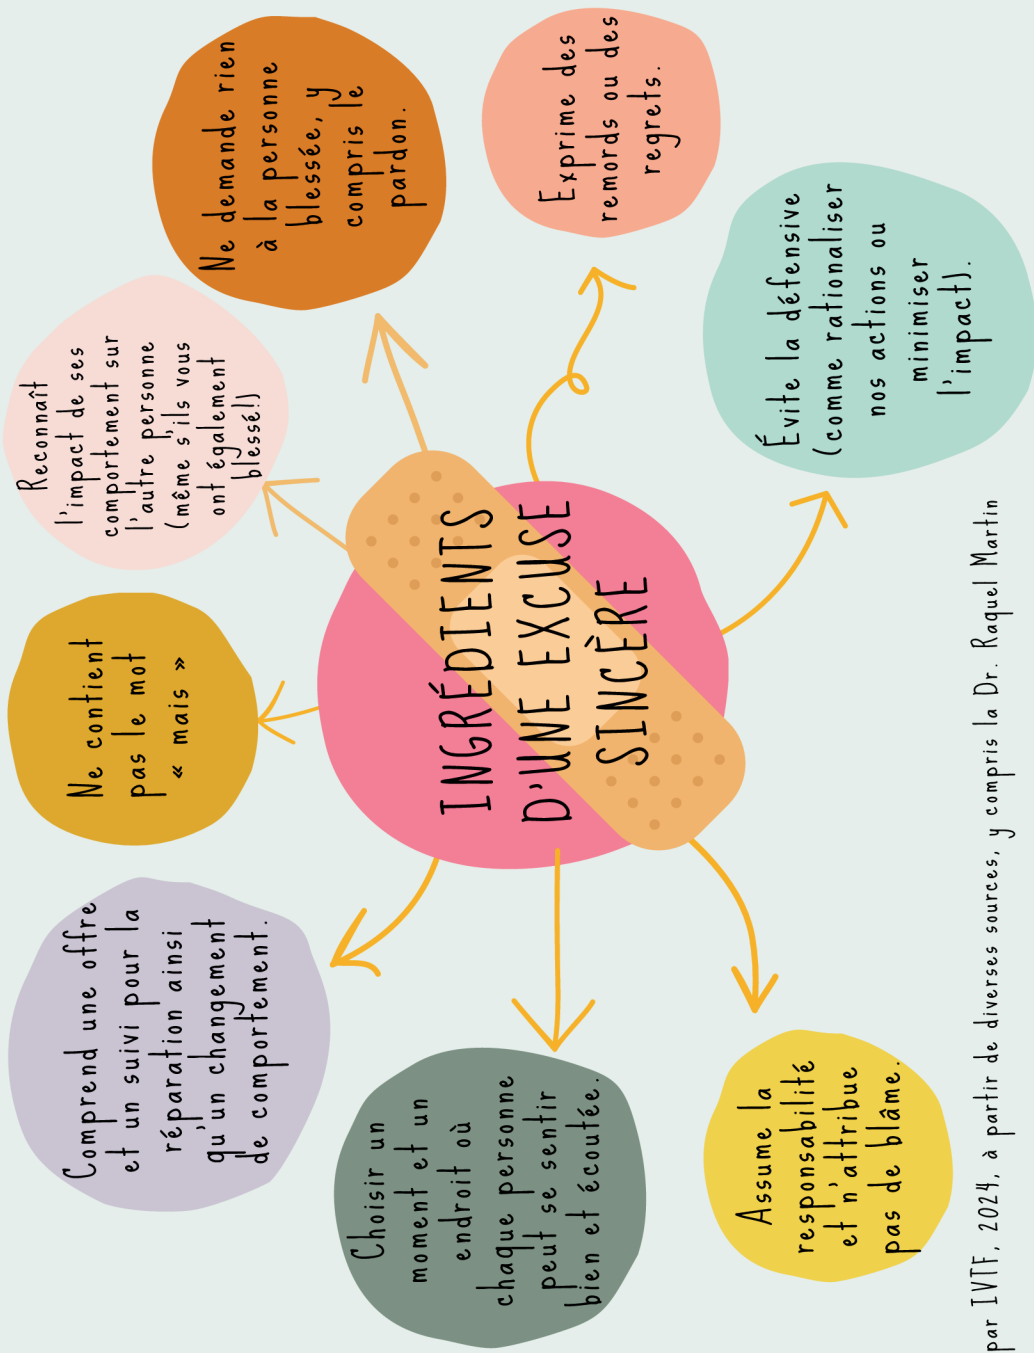 INGRÉDIENTS
D'UNE EXCUSE
SINCÈRE
Comprend une offre
et un suivi pour la
réparation ainsi
qu'un changement
de comportement.
Ne contient
pas le mot
« mais »
Reconnaît
l'impact de ses
comportement sur
l'autre personne
(même s'ils vous
ont également
blessé!)
Ne demande rien
à la personne
blessée, y
compris le
pardon.
Exprime des
remords ou des
regrets.
Évite la défensive
(comme rationaliser
nos actions ou
minimiser
l'impact).
Assume la
responsabilité
et n'attribue
pas de blâme.
Choisir un
moment et un
endroit où
chaque personne
peut se sentir
bien et écoutée.
par IVTF, 2024, à partir de diverses sources, y compris la Dr. Raquel Martin